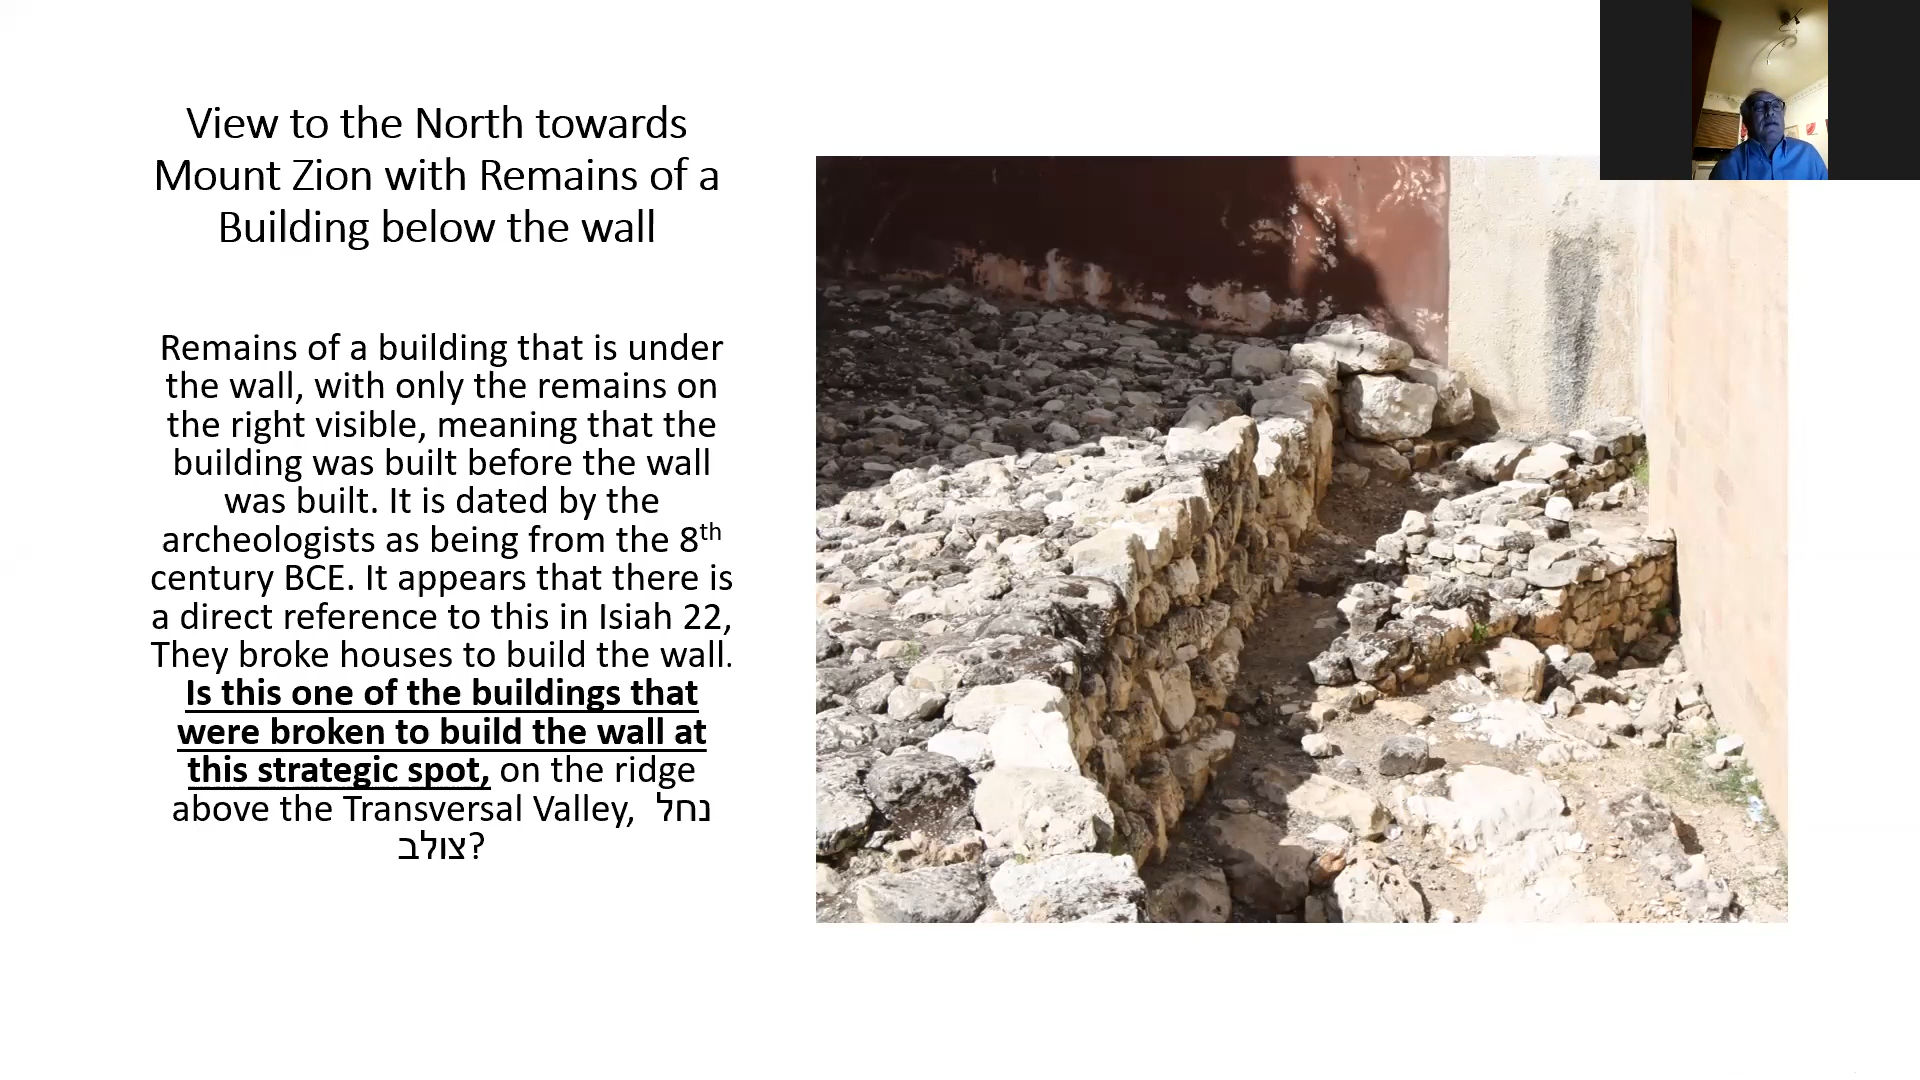 View to the North towards
Mount Zion with Remains of a
Building below the wall
Remains of a building that is under
the wall, with only the remains on
the right visible, meaning that the
building was built before the wall
was built. It is dated by the
archeologists as being from the 8th
century BCE. It appears that there is
a direct reference to this in Isiah 22,
They broke houses to build the wall.
Is this one of the buildings that
were broken to build the wall at
this strategic spot, on the ridge
above the Transversal Valley, נחל
צולב?